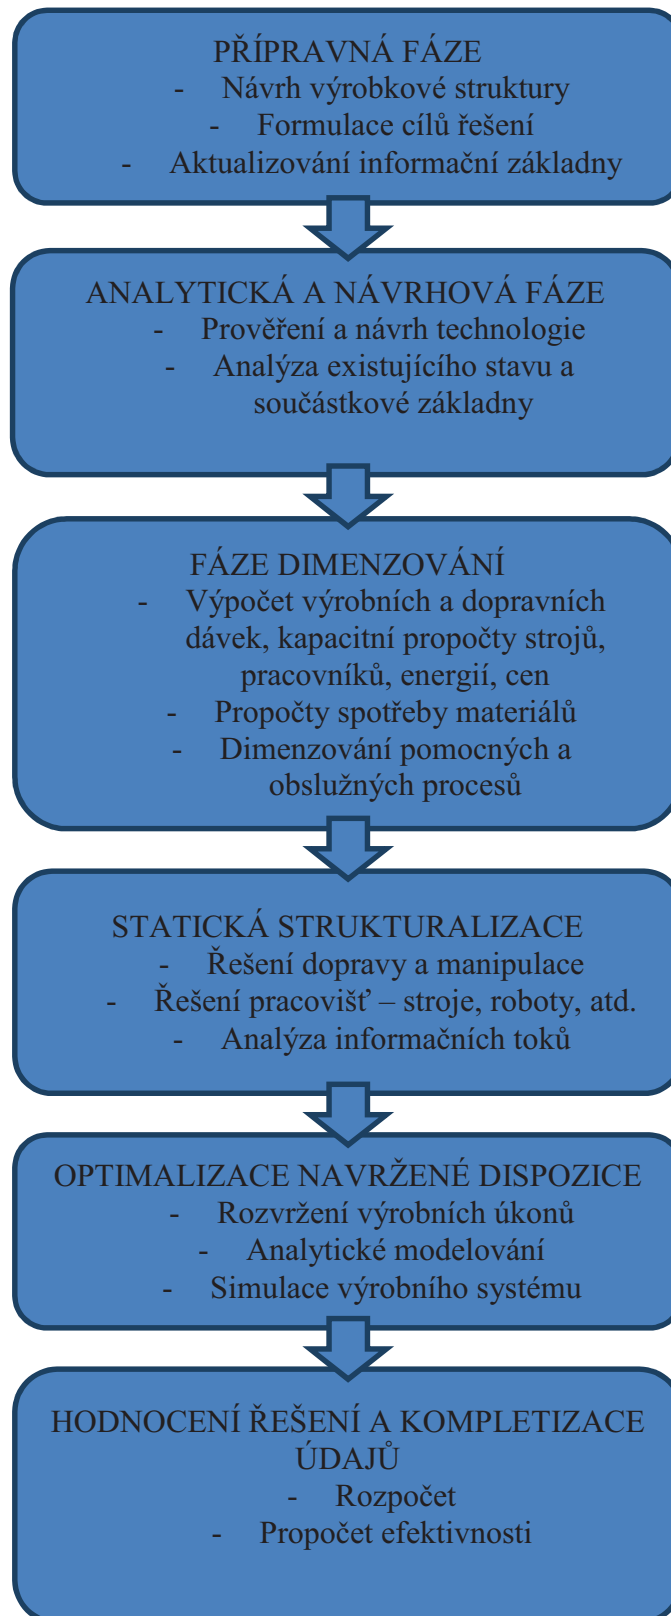 PŘÍPRAVNÁ FÁZE
- Návrh výrobkové struktury
- Formulace cílů řešení
- Aktualizování informační základny
ANALYTICKÁ A NÁVRHOVÁ FÁZE
- Prověření a návrh technologie
- Analýza existujícího stavu a
součástkové základny
FÁZE DIMENZOVÁNÍ
- Výpočet výrobních a dopravních
dávek, kapacitní propočty strojů,
pracovníků, energií, cen
- Propočty spotřeby materiálů
- Dimenzování pomocných a
obslužných procesů
STATICKÁ STRUKTURALIZACE
- Řešení dopravy a manipulace
- Řešení pracovišť – stroje, roboty, atd.
- Analýza informačních toků
OPTIMALIZACE NAVRŽENÉ DISPOZICE
- Rozvržení výrobních úkonů
- Analytické modelování
- Simulace výrobního systému
HODNOCENÍ ŘEŠENÍ A KOMPLETIZACE
ÚDAJŮ
- Rozpočet
- Propočet efektivnosti